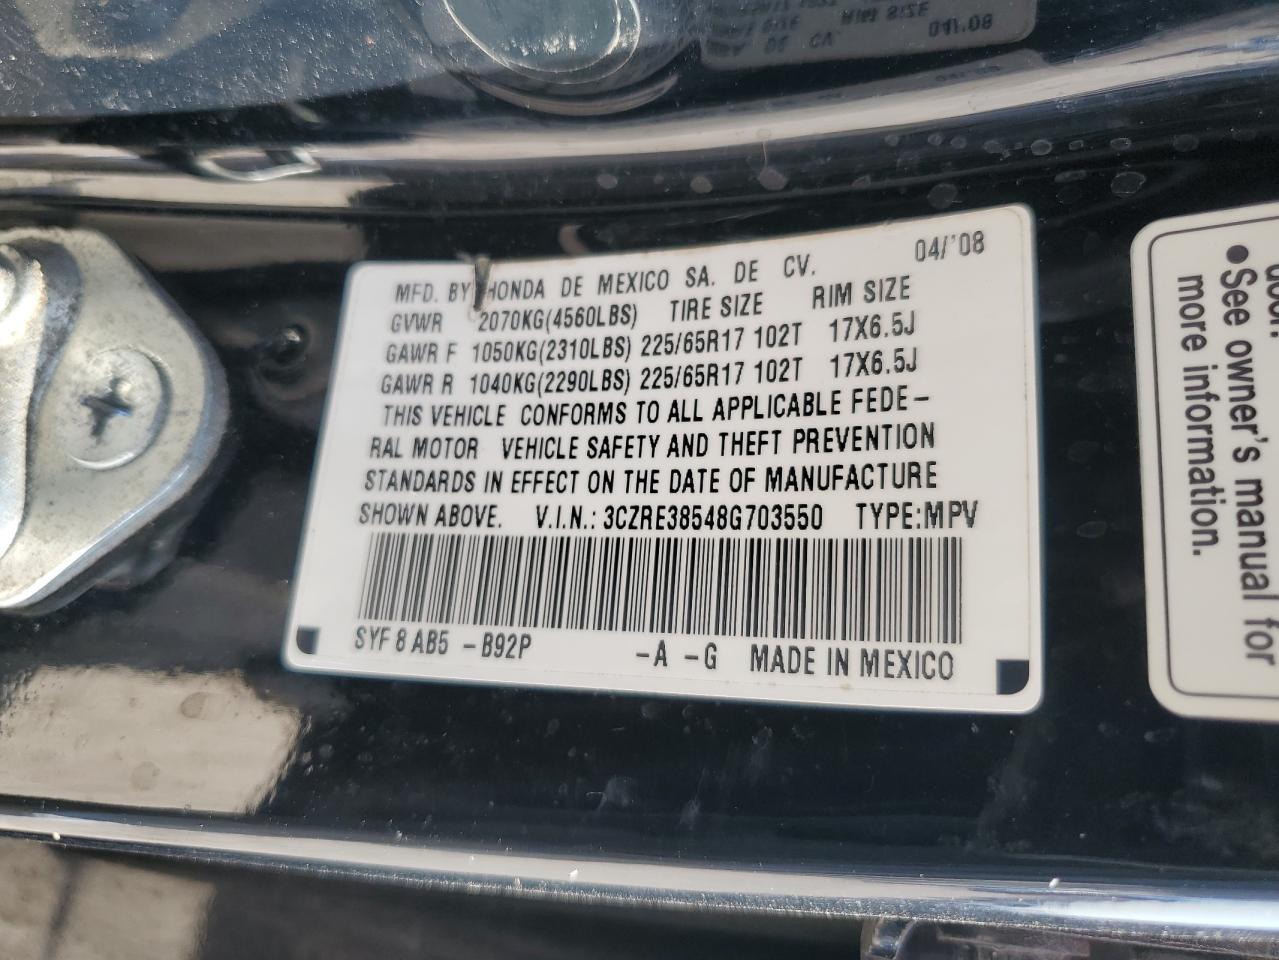 MFD. BY HONDA DE MEXICO SA. DE CV. 04/'08
GVWR 2070KG(4560LBS) TIRE SIZE RIM SIZE
GAWR F 1050KG(2310LBS) 225/65R17 102T 17X6.5J
GAWR R 1040KG(2290LBS) 225/65R17 102T 17X6.5J
THIS VEHICLE CONFORMS TO ALL APPLICABLE FEDE-
RAL MOTOR VEHICLE SAFETY AND THEFT PREVENTION
STANDARDS IN EFFECT ON THE DATE OF MANUFACTURE
SHOWN ABOVE. V.I.N.: 3CZRE38548G703550 TYPE:MPV
SYF 8 AB5 -B92P -A -G MADE IN MEXICO
•See owner's manual for
more information.